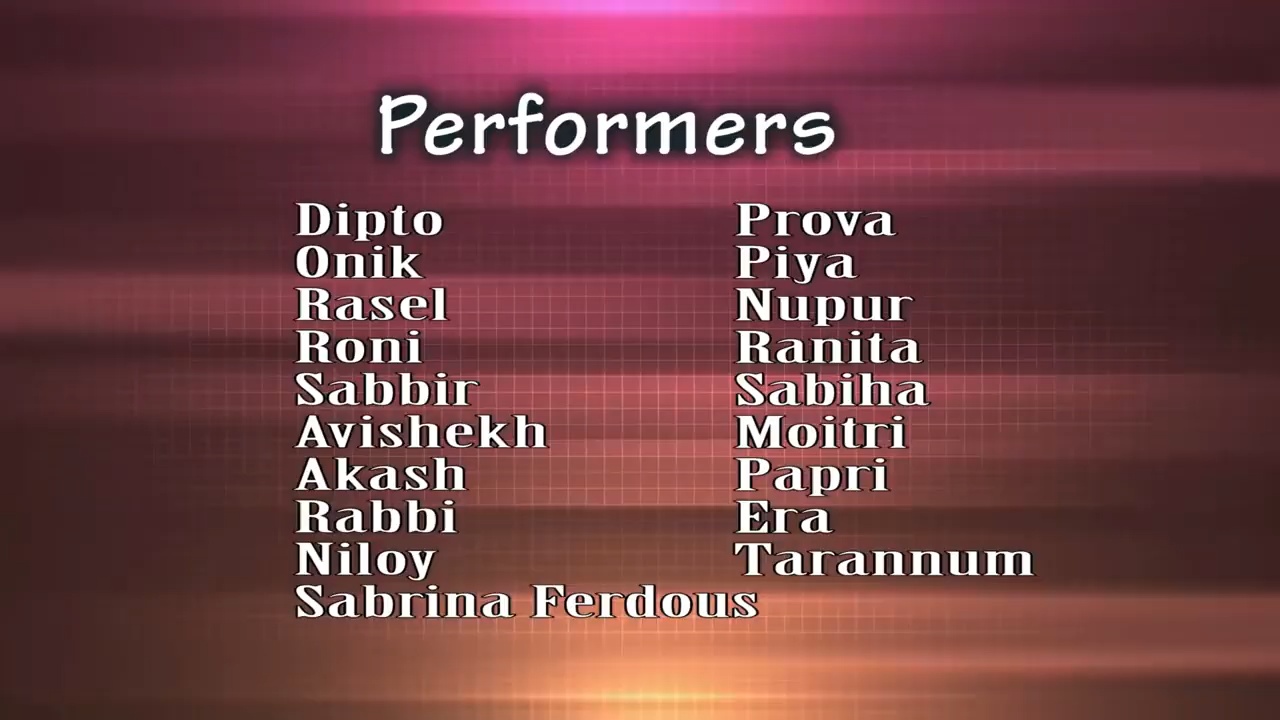 Performers
Dipto
Onik
Rasel
Roni
Sabbir
Avishekh
Akash
Rabbi
Niloy
Sabrina Ferdous
Prova
Piya
Nupur
Ranita
Sabiha
Moitri
Papri
Era
Tarannum